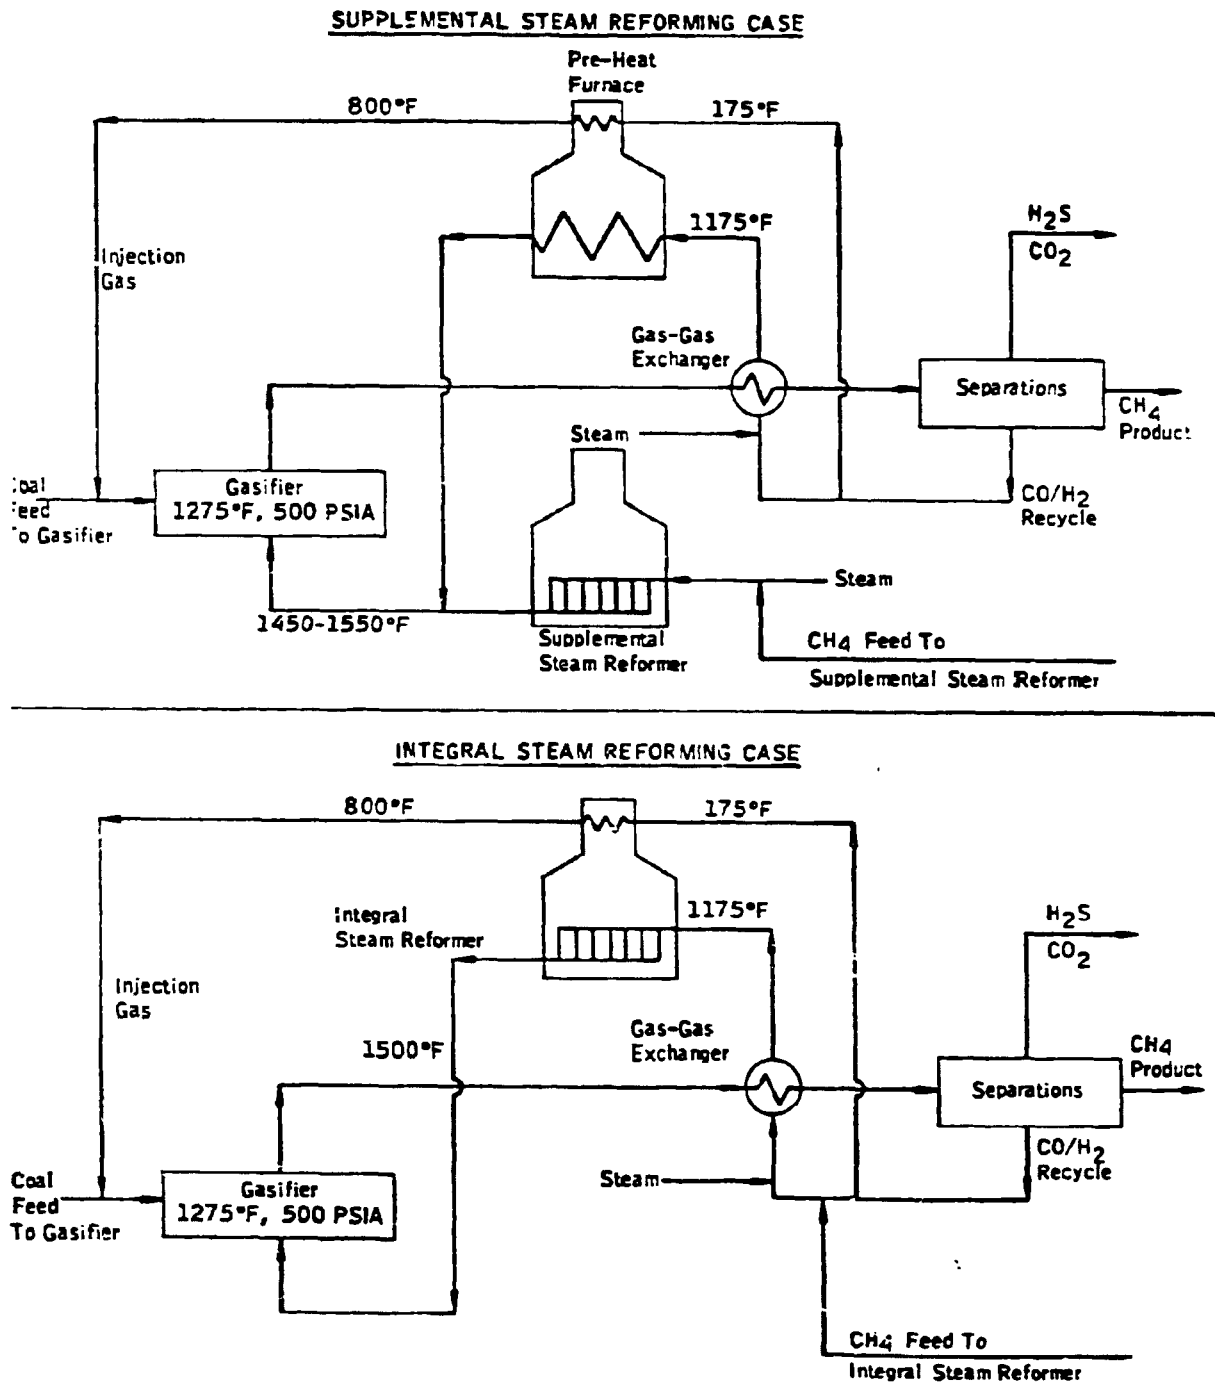 SUPPLEMENTAL STEAM REFORMING CASE
Pre-Heat
Furnace
800°F
175°F
1175°F
H2S
CO2
Injection
Gas
Gas-Gas
Exchanger
Separations
CH4
Product
Steam
Coal
Feed
To Gasifier
Gasifier
1275°F, 500 PSIA
CO/H2
Recycle
Steam
1450-1550°F
Supplemental
Steam Reformer
CH4 Feed To
Supplemental Steam Reformer
INTEGRAL STEAM REFORMING CASE
800°F
175°F
Integral
Steam Reformer
1175°F
H2S
CO2
Injection
Gas
1500°F
Gas-Gas
Exchanger
Separations
CH4
Product
CO/H2
Recycle
Steam
Coal
Feed
To Gasifier
Gasifier
1275°F, 500 PSIA
CH4 Feed To
Integral Steam Reformer